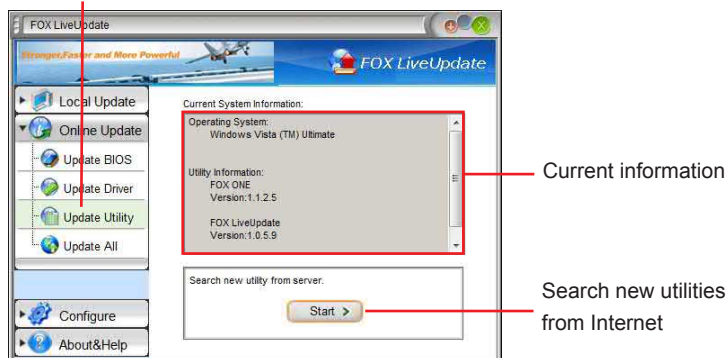 FOX LiveUpdate
Stronger,Faster and More Powerful
FOX LiveUpdate
Local Update
Online Update
Update BIOS
Update Driver
Update Utility
Update All
Configure
About&Help
Current System Information:
Operating System:
Windows Vista (TM) Ultimate
Utility Information:
FOX ONE
Version:1.1.2.5
FOX LiveUpdate
Version:1.0.5.9
Search new utility from server.
Start >
Current information
Search new utilities
from Internet